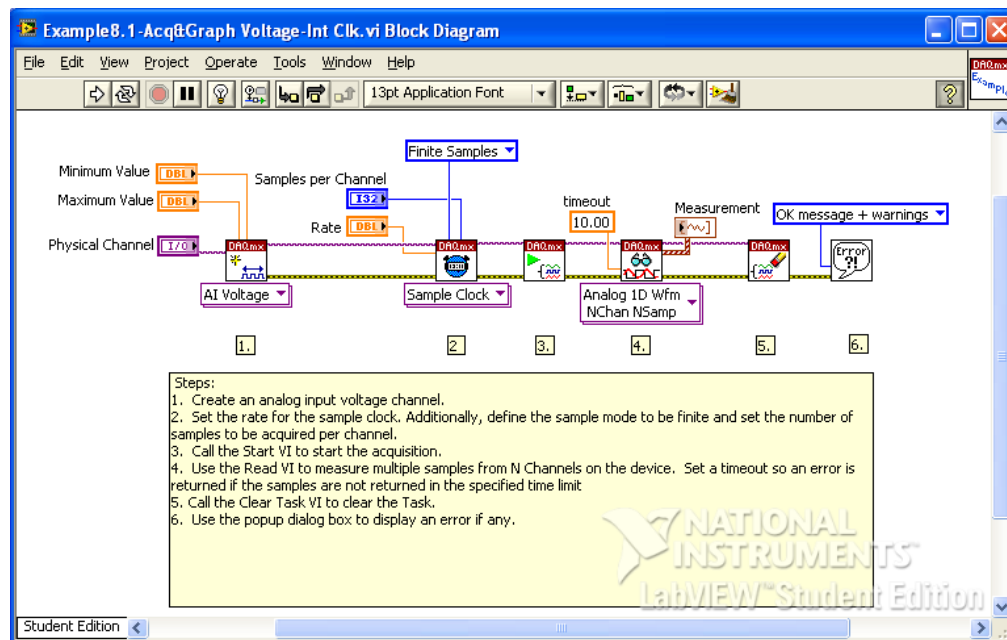 Example8.1-Acq&Graph Voltage-Int Clk.vi Block Diagram
File Edit View Project Operate Tools Window Help
13pt Application Font
DAQmx
Exampl
Finite Samples
Minimum Value DBL
Samples per Channel
Maximum Value DBL
I32
timeout
Measurement
OK message + warnings
Rate DBL
10.00
Physical Channel I/O
DAQmx
DAQmx
DAQmx
DAQmx
DAQmx
Error
?!
AI Voltage
Sample Clock
Analog 1D Wfm
NChan NSamp
1.
2
3.
4.
5.
6.
Steps:
1. Create an analog input voltage channel.
2. Set the rate for the sample clock. Additionally, define the sample mode to be finite and set the number of
samples to be acquired per channel.
3. Call the Start VI to start the acquisition.
4. Use the Read VI to measure multiple samples from N Channels on the device. Set a timeout so an error is
returned if the samples are not returned in the specified time limit
5. Call the Clear Task VI to clear the Task.
6. Use the popup dialog box to display an error if any.
NATIONAL
INSTRUMENTS™
LabVIEW™ Student Edition
Student Edition